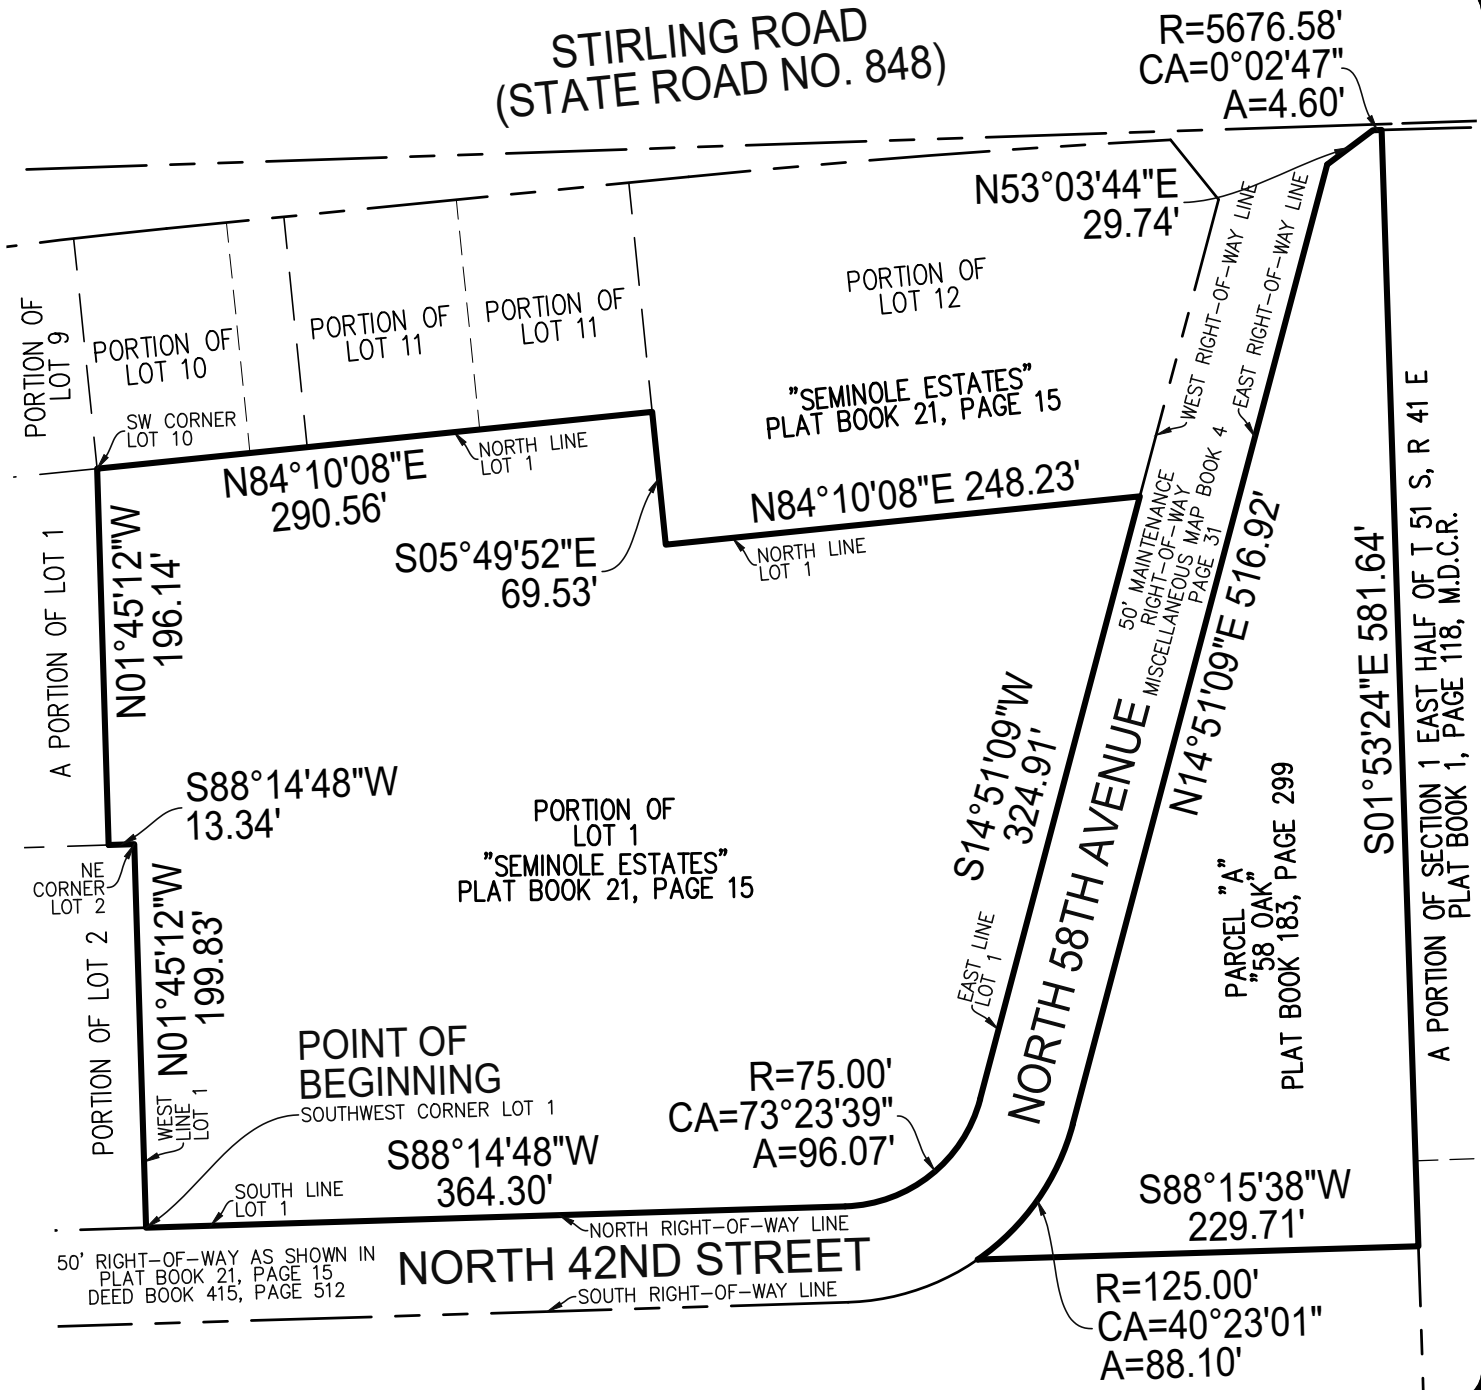 STIRLING ROAD
(STATE ROAD NO. 848)
R=5676.58'
CA=0°02'47"
A=4.60'
N53°03'44"E
29.74'
WEST RIGHT-OF-WAY LINE
EAST RIGHT-OF-WAY LINE
PORTION OF
LOT 9
PORTION OF
LOT 10
PORTION OF
LOT 11
PORTION OF
LOT 11
PORTION OF
LOT 12
"SEMINOLE ESTATES"
PLAT BOOK 21, PAGE 15
SW CORNER
LOT 10
N84°10'08"E
290.56'
NORTH LINE
LOT 1
N84°10'08"E 248.23'
NORTH LINE
LOT 1
S05°49'52"E
69.53'
A PORTION OF LOT 1
N01°45'12"W
196.14'
50' MAINTENANCE
RIGHT-OF-WAY
MISCELLANEOUS MAP BOOK 4
PAGE 31
N14°51'09"E 516.92'
S01°53'24"E 581.64'
A PORTION OF SECTION 1 EAST HALF OF T 51 S, R 41 E
PLAT BOOK 1, PAGE 118, M.D.C.R.
S14°51'09"W
324.91'
NORTH 58TH AVENUE
S88°14'48"W
13.34'
PORTION OF
LOT 1
"SEMINOLE ESTATES"
PLAT BOOK 21, PAGE 15
NE
CORNER
LOT 2
PORTION OF LOT 2
N01°45'12"W
199.83'
WEST
LINE
LOT 1
EAST LINE
LOT 1
PARCEL "A"
"58 OAK"
PLAT BOOK 183, PAGE 299
POINT OF
BEGINNING
SOUTHWEST CORNER LOT 1
R=75.00'
CA=73°23'39"
A=96.07'
S88°14'48"W
364.30'
SOUTH LINE
LOT 1
NORTH RIGHT-OF-WAY LINE
S88°15'38"W
229.71'
50' RIGHT-OF-WAY AS SHOWN IN
PLAT BOOK 21, PAGE 15
DEED BOOK 415, PAGE 512
NORTH 42ND STREET
SOUTH RIGHT-OF-WAY LINE
R=125.00'
CA=40°23'01"
A=88.10'